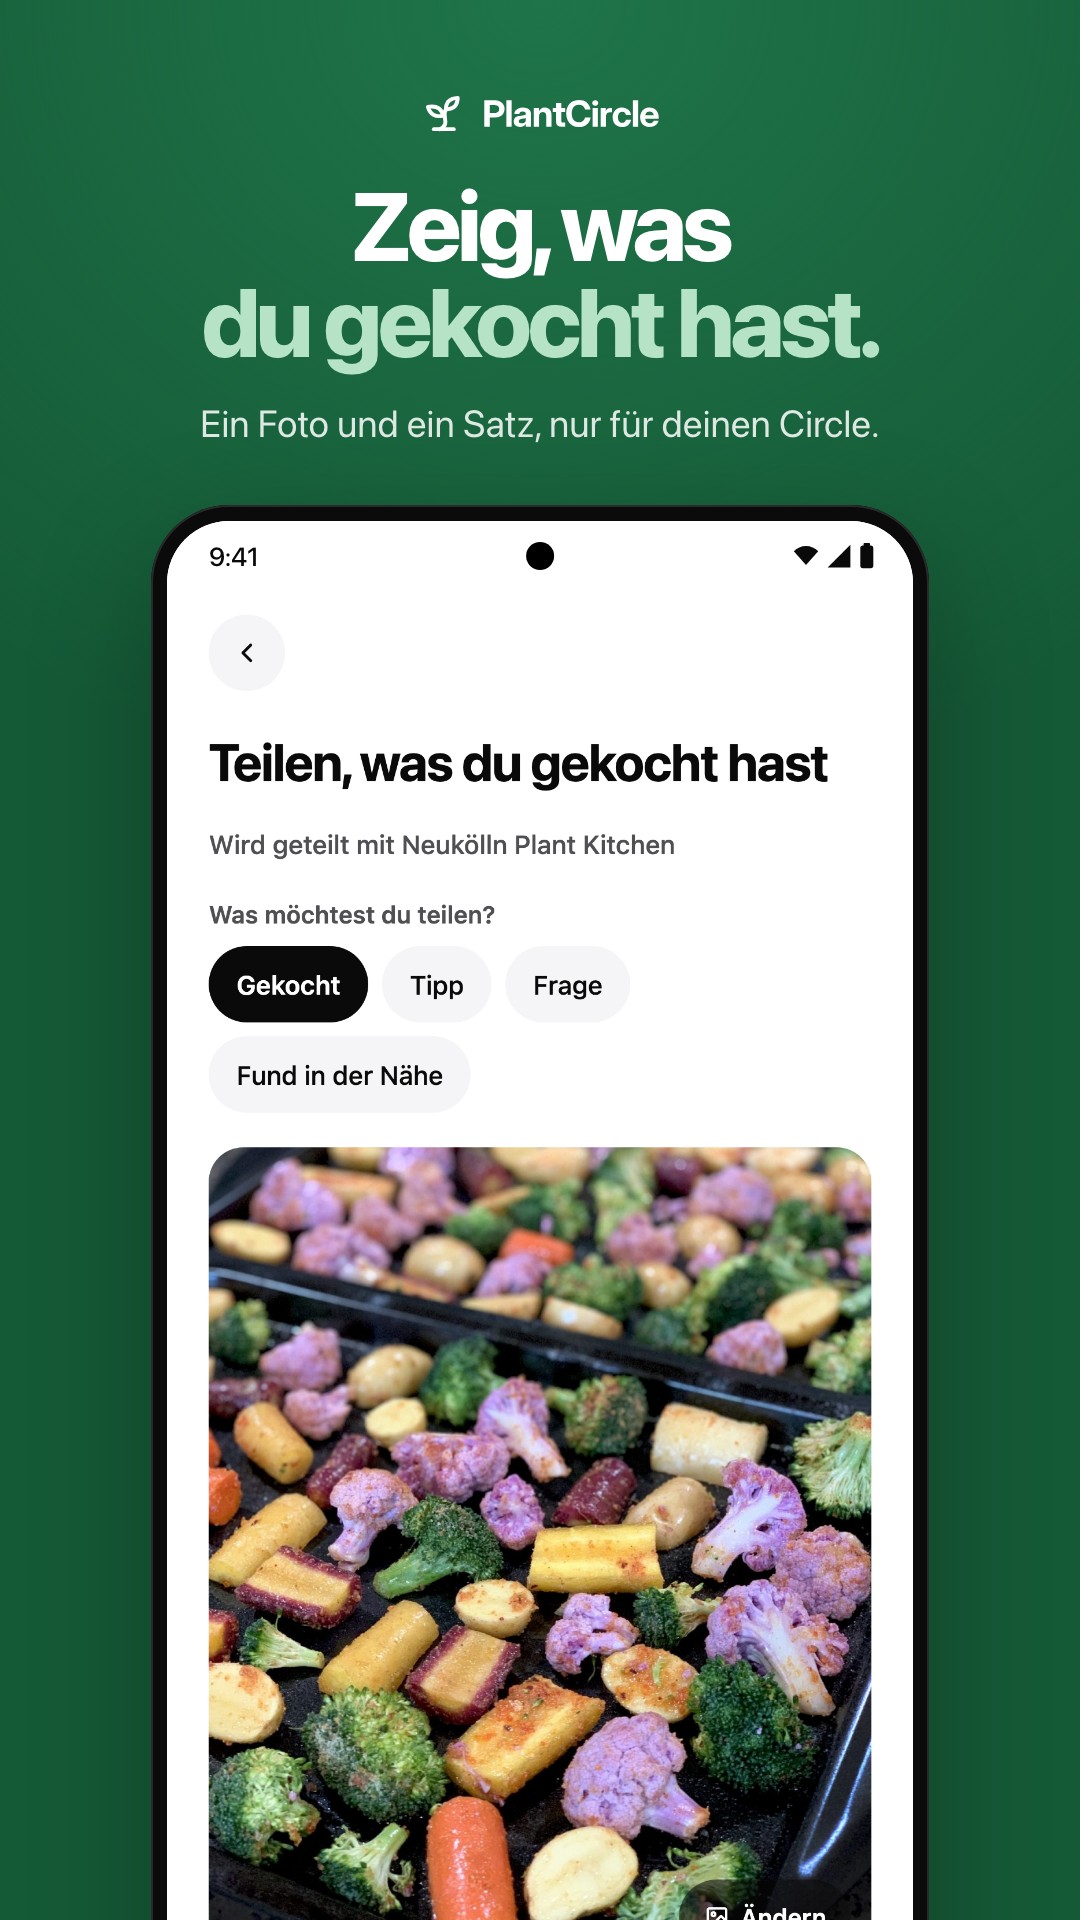 PlantCircle
Zeig, was
du gekocht hast.
Ein Foto und ein Satz, nur für deinen Circle.
9:41
Teilen, was du gekocht hast
Wird geteilt mit Neukölln Plant Kitchen
Was möchtest du teilen?
Gekocht Tipp Frage
Fund in der Nähe
Ändern